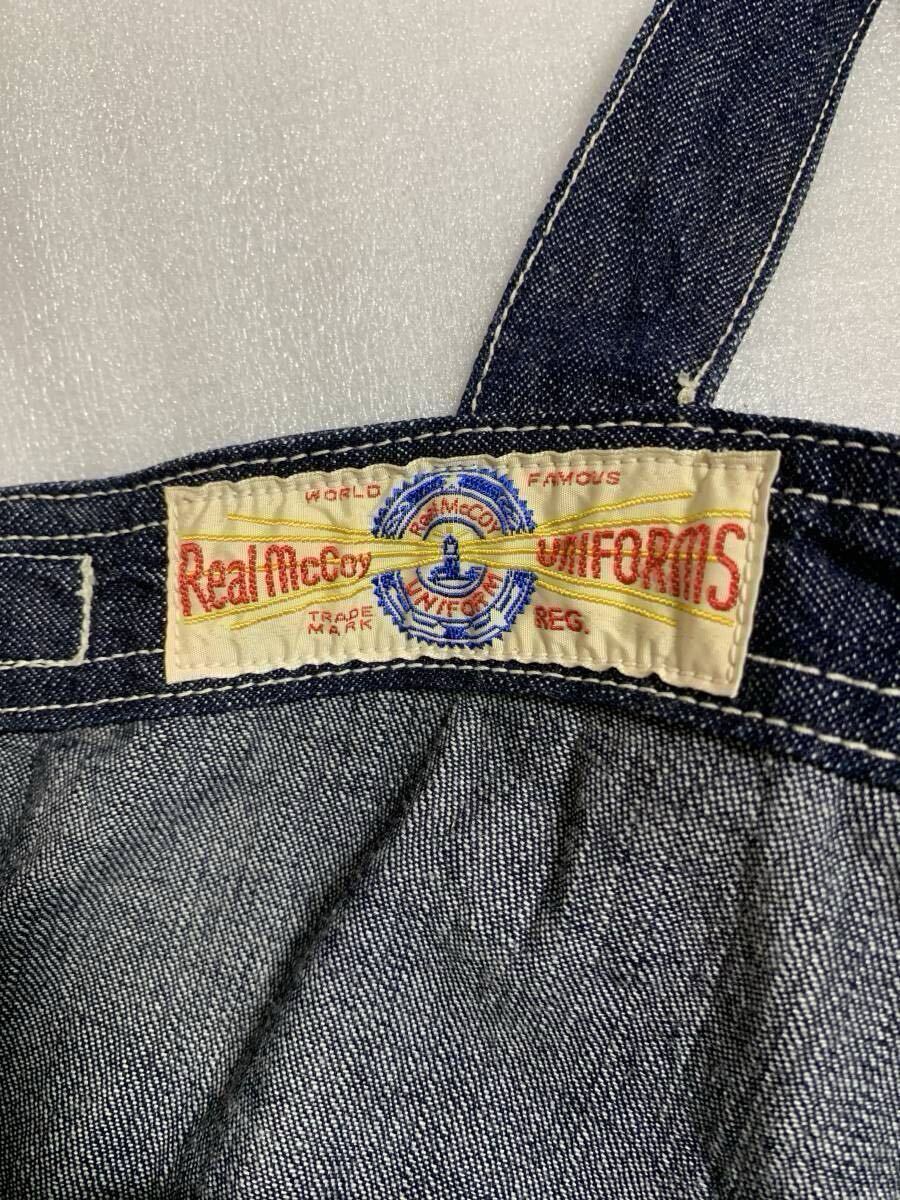 WORLD FAMOUS
Real McCoy
Real McCoy UNIFORMS
UNIFORM
TRADE MARK REG.